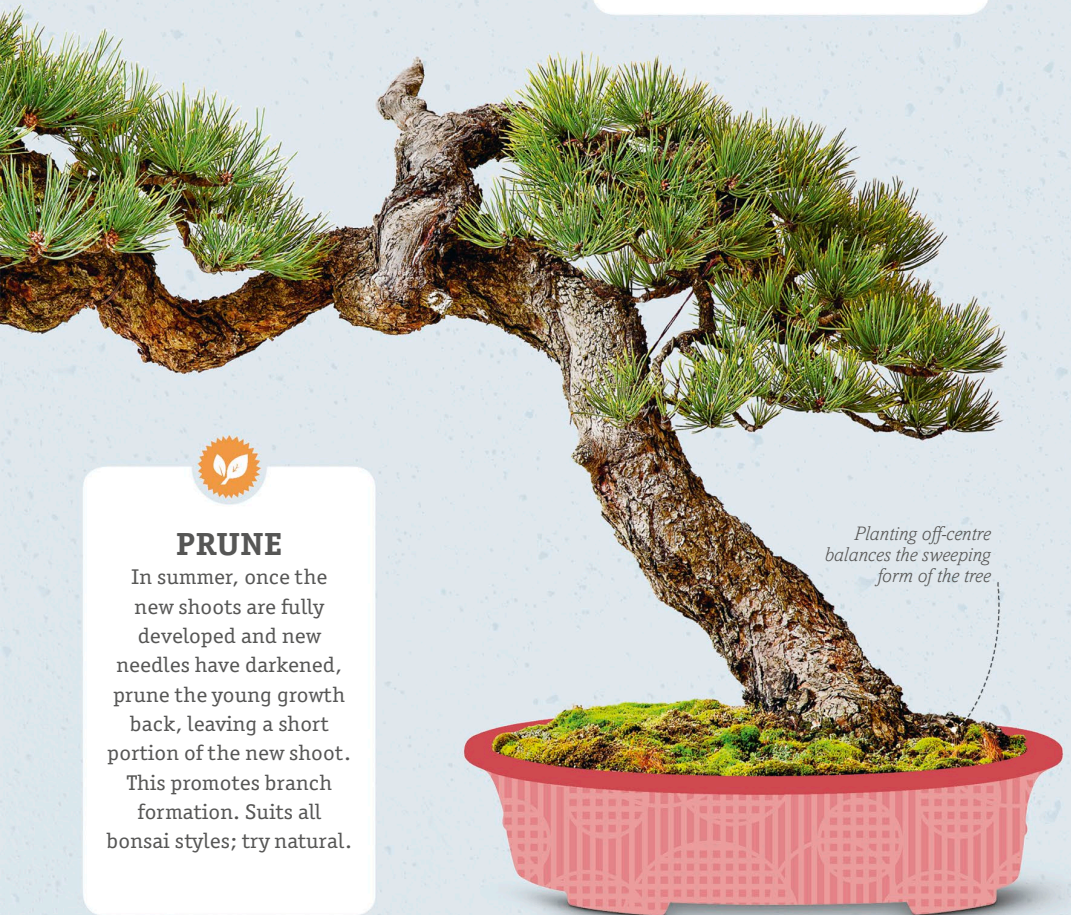 PRUNE
In summer, once the
new shoots are fully
developed and new
needles have darkened,
prune the young growth
back, leaving a short
portion of the new shoot.
This promotes branch
formation. Suits all
bonsai styles; try natural.
Planting off-centre
balances the sweeping
form of the tree